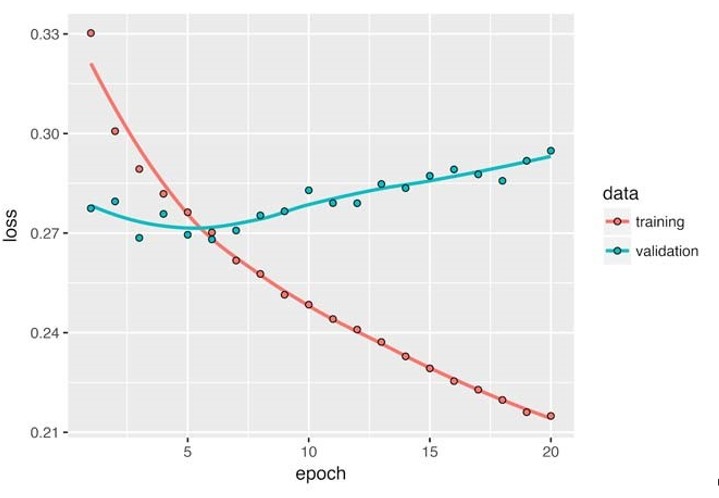 0.33
0.30
0.27
0.24
0.21
loss
5 10 15 20
epoch
data
training
validation